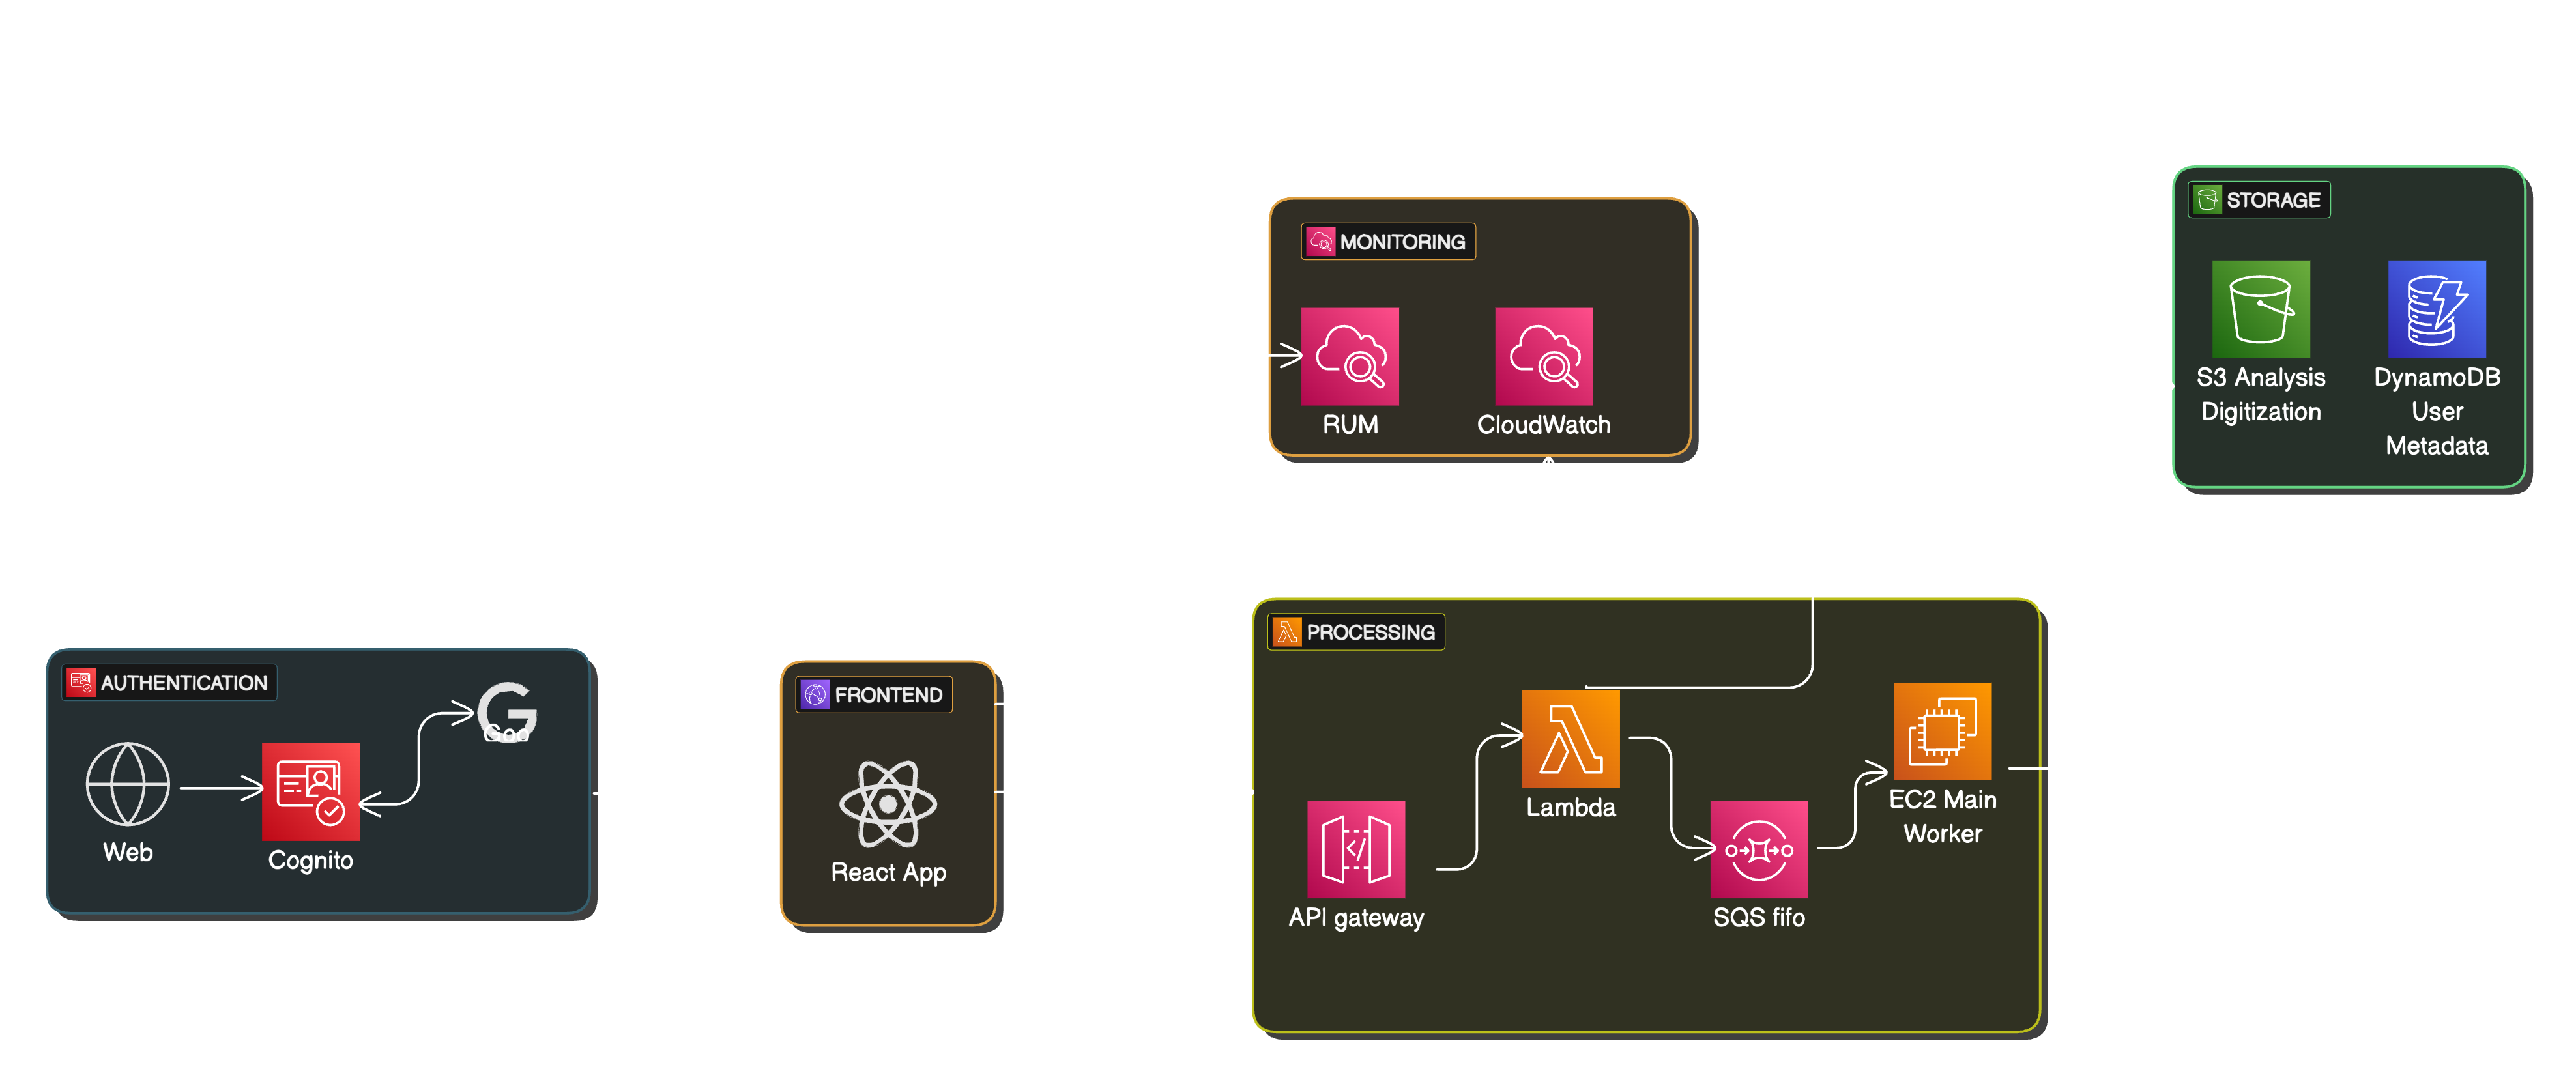 MONITORING
RUM
CloudWatch
STORAGE
S3 Analysis
Digitization
DynamoDB
User
Metadata
AUTHENTICATION
Web
Cognito
FRONTEND
React App
PROCESSING
API gateway
Lambda
SQS fifo
EC2 Main
Worker